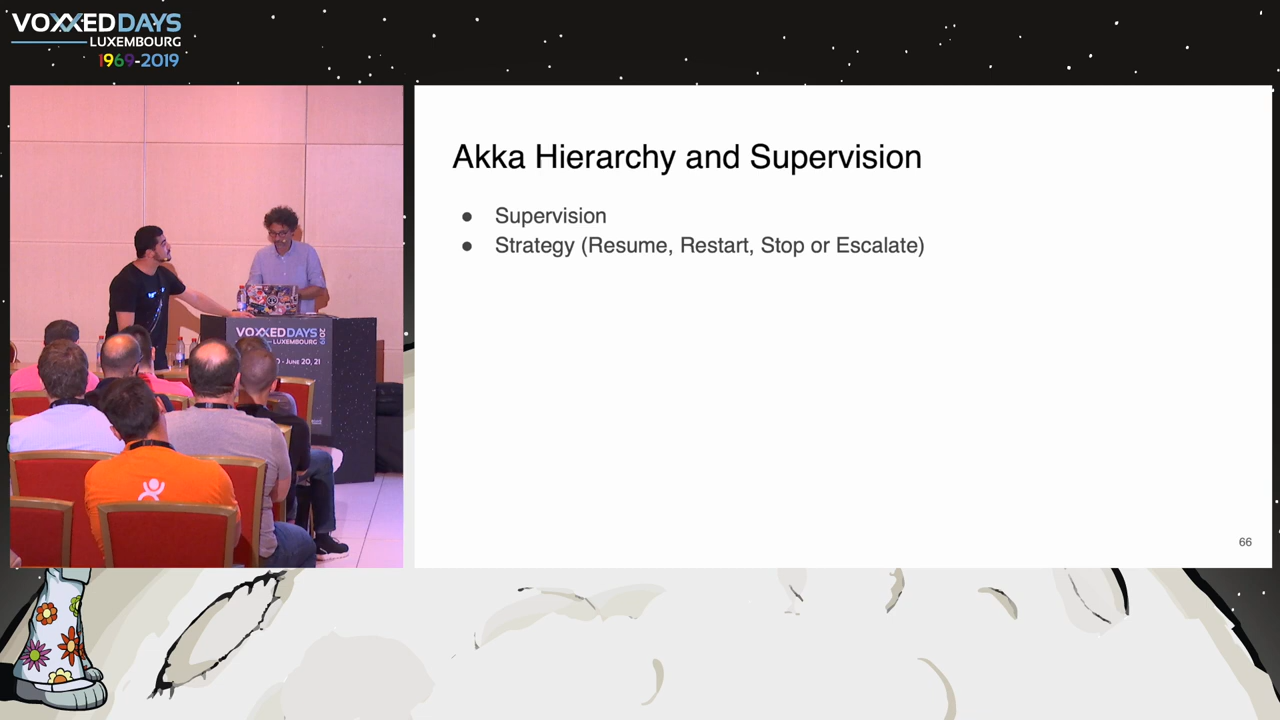 VOXXEDDAYS
LUXEMBOURG
1969-2019
Akka Hierarchy and Supervision
● Supervision
● Strategy (Resume, Restart, Stop or Escalate)
66
VOXXEDDAYS
LUXEMBOURG
2019
JUNE 20, 21